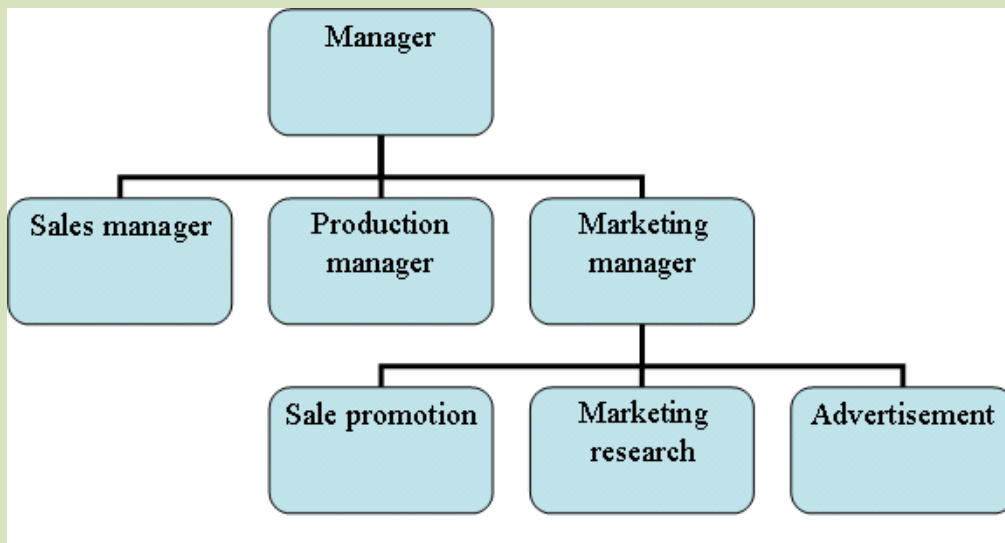 Manager
Sales manager
Production
manager
Marketing
manager
Sale promotion
Marketing
research
Advertisement